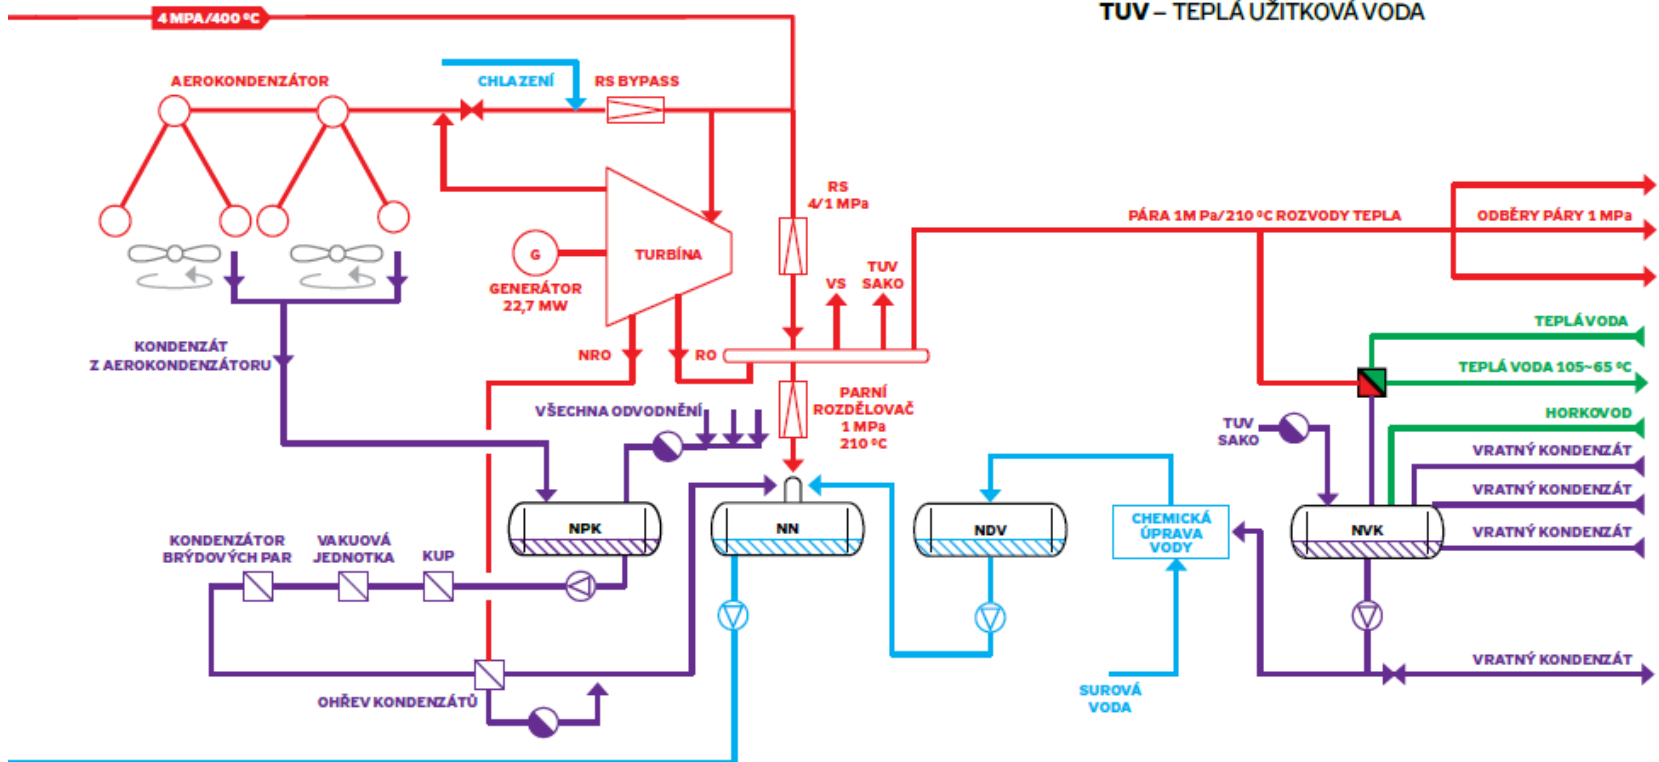 4 MPA/400 ºC
TUV – TEPLÁ UŽITKOVÁ VODA
AEROKONDENZÁTOR
CHLAZENÍ
RS BYPASS
RS
4/1 MPa
PÁRA 1M Pa/210 ºC ROZVODY TEPLA
ODBĚRY PÁRY 1 MPa
G
TURBÍNA
GENERÁTOR
22,7 MW
VS
TUV
SAKO
KONDENZÁT
Z AEROKONDENZÁTORU
NRO
RO
TEPLÁ VODA
TEPLÁ VODA 105~65 ºC
PARNÍ
ROZDĚLOVAČ
1 MPa
210 ºC
VŠECHNA ODVODNĚNÍ
TUV
SAKO
HORKOVOD
VRATNÝ KONDENZÁT
VRATNÝ KONDENZÁT
VRATNÝ KONDENZÁT
NPK
NN
NDV
CHEMICKÁ
ÚPRAVA
VODY
NVK
KONDENZÁTOR
BRÝDOVÝCH PAR
VAKUOVÁ
JEDNOTKA
KUP
OHŘEV KONDENZÁTŮ
SUROVÁ
VODA
VRATNÝ KONDENZÁT